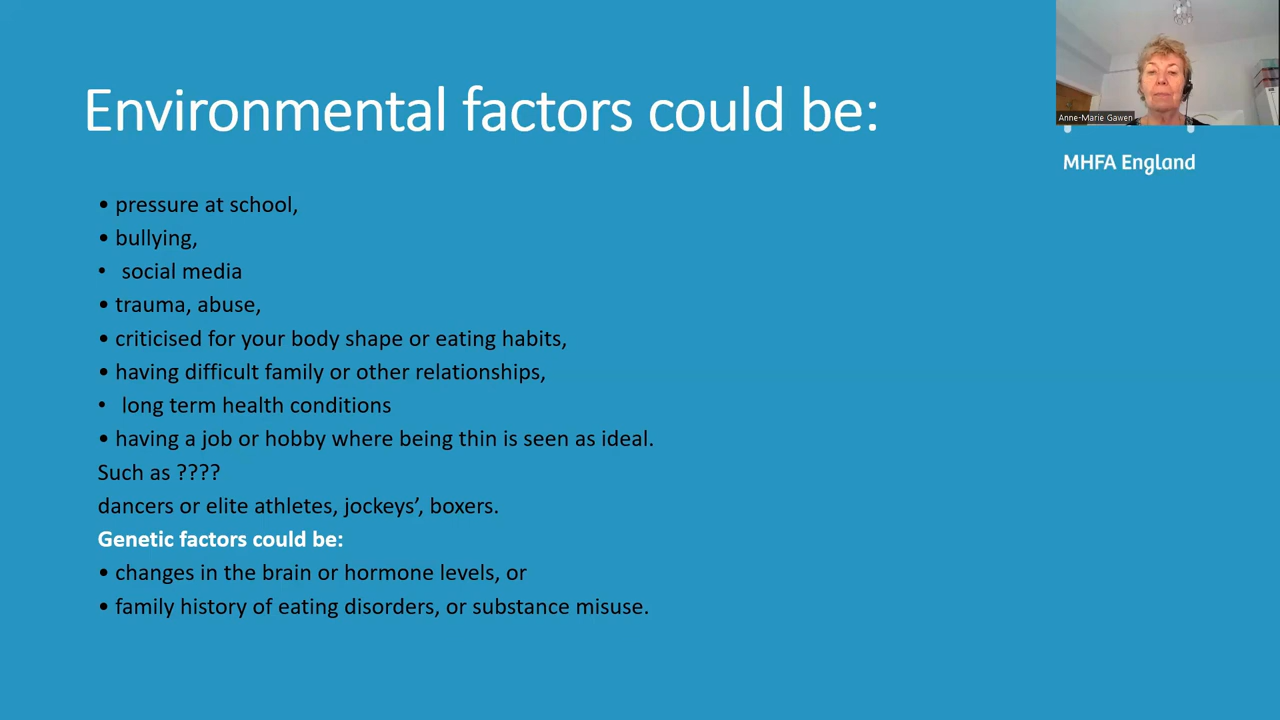 Environmental factors could be:
Anne-Marie Gawen
MHFA England
• pressure at school,
• bullying,
• social media
• trauma, abuse,
• criticised for your body shape or eating habits,
• having difficult family or other relationships,
• long term health conditions
• having a job or hobby where being thin is seen as ideal.
Such as ????
dancers or elite athletes, jockeys’, boxers.
Genetic factors could be:
• changes in the brain or hormone levels, or
• family history of eating disorders, or substance misuse.